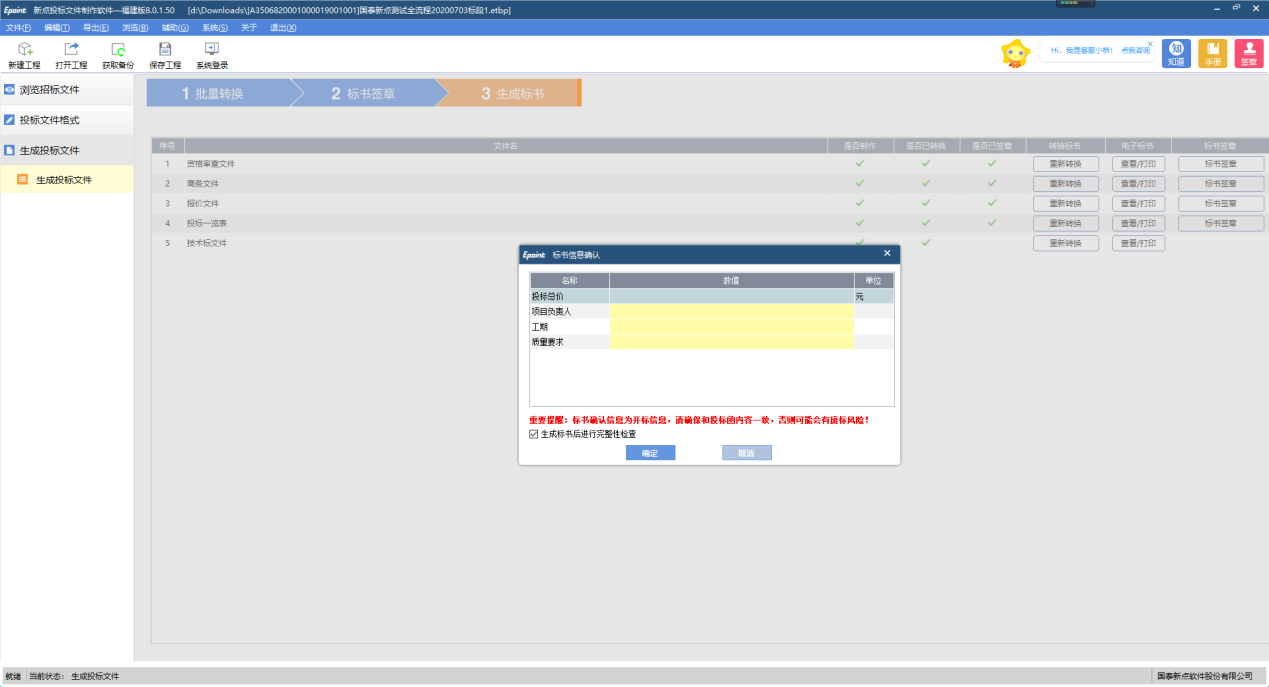 Epoint 新点投标文件制作软件—福建版8.0.1.50 [d:\Downloads\[A3506820001000019001001]国泰新点测试全流程20200703标段1.etbp]
文件(F) 编辑(T) 导出(E) 浏览(B) 辅助(G) 系统(S) 关于 退出(X)
新建工程 打开工程 获取备份 保存工程 系统登录
Hi，我是客服小桥！ 点我咨询
知 知道 手册 签章
浏览招标文件
投标文件格式
生成投标文件
生成投标文件
1 批量转换 2 标书签章 3 生成标书
序号 文件名 是否制作 是否已转换 是否已签章 转换标书 电子标书 标书签章
1 资格审查文件 重新转换 查看/打印 标书签章
2 商务文件 重新转换 查看/打印 标书签章
3 报价文件 重新转换 查看/打印 标书签章
4 投标一览表 重新转换 查看/打印 标书签章
5 技术标文件 重新转换 查看/打印
Epoint 标书信息确认
名称 数值 单位
投标总价 元
项目负责人
工期
质量要求
重要提醒：标书确认信息为开标信息，请确保和投标函内容一致，否则可能会有废标风险！
生成标书后进行完整性检查
确定 取消
就绪 当前状态： 生成投标文件 国泰新点软件股份有限公司